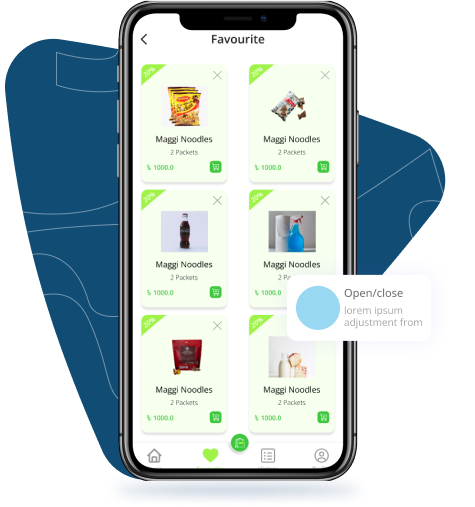 Favourite
20%
20%
Maggi Noodles
Maggi Noodles
2 Packets
2 Packets
৳ 1000.0
৳ 1000.0
20%
20%
Maggi Noodles
Maggi Noodles
2 Packets
2 Pa
৳ 1000.0
৳ 1000.0
Open/close
lorem ipsum
adjustment from
20%
20%
Maggi Noodles
Maggi Noodles
2 Packets
2 Packets
৳ 1000.0
৳ 1000.0